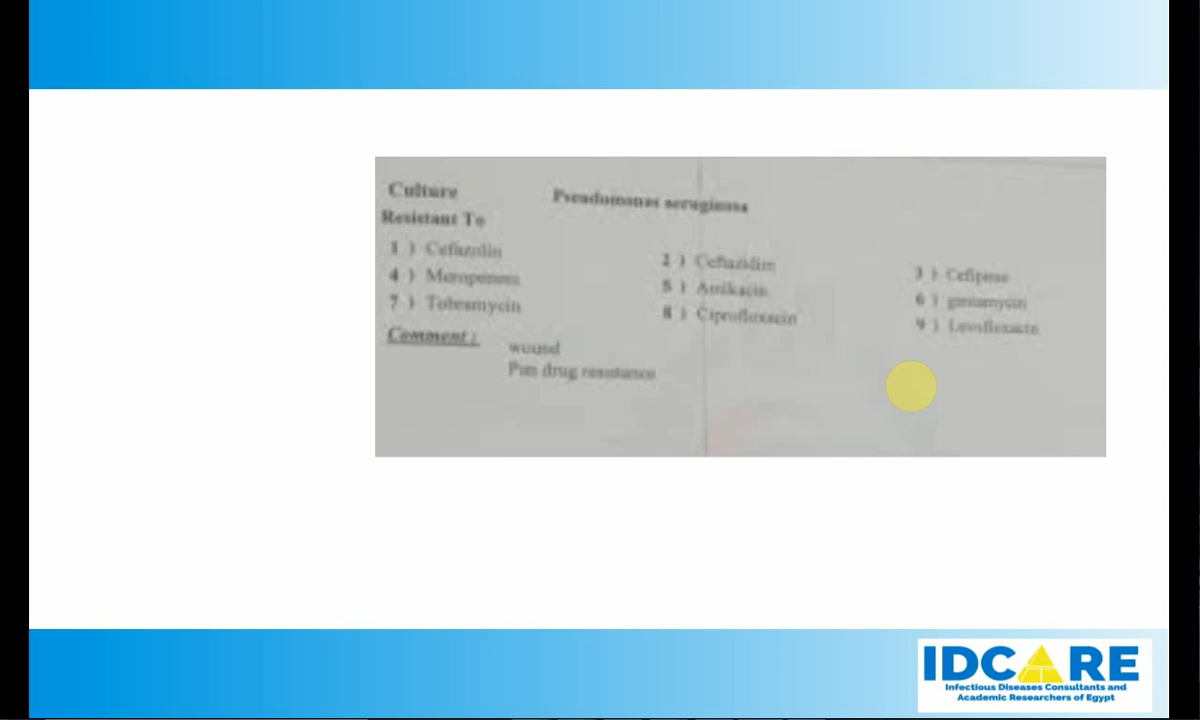 Culture Pseudomonas aeruginosa
Resistant To
1 ) Cefazolin 2 ) Ceftazidim 3 ) Cefipime
4 ) Meropenem 5 ) Amikacin 6 ) gentamycin
7 ) Tobramycin 8 ) Ciprofloxacin 9 ) Levofloxacin
Comment :
wound
Pan drug resistance
IDCARE
Infectious Diseases Consultants and
Academic Researchers of Egypt